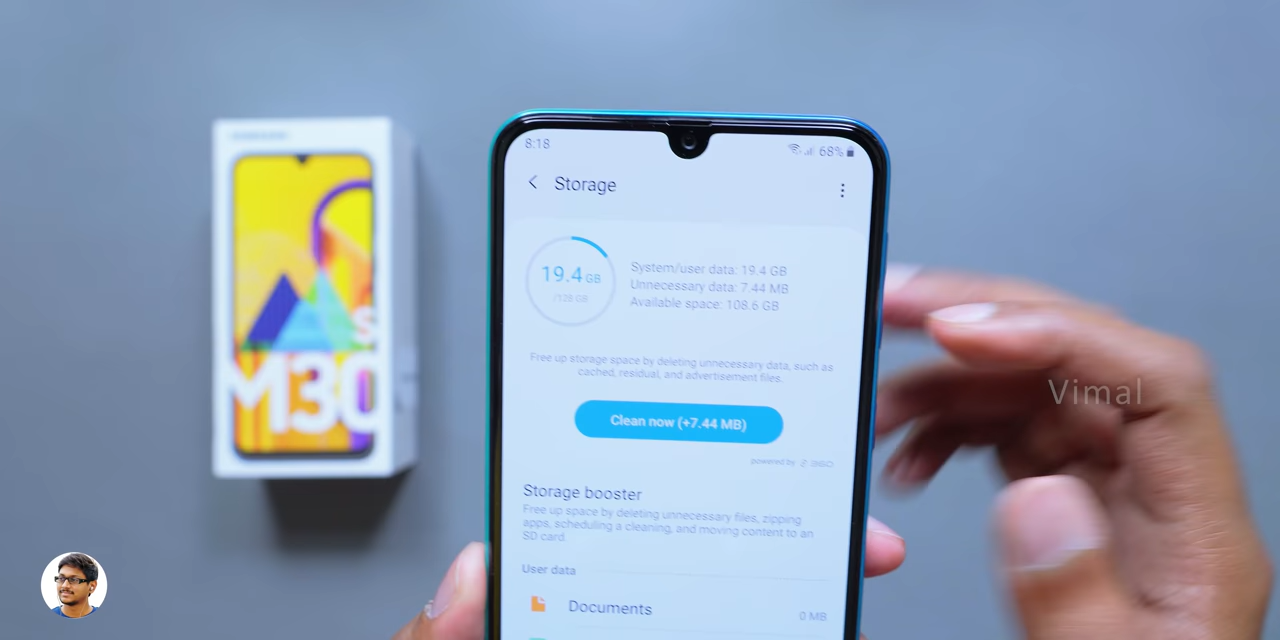 SAMSUNG
M30
s
8:18
68%
Storage
19.4 GB
/128 GB
System/user data: 19.4 GB
Unnecessary data: 7.44 MB
Available space: 108.6 GB
Free up storage space by deleting unnecessary data, such as
cached, residual, and advertisement files.
Clean now (+7.44 MB)
powered by
Storage booster
Free up space by deleting unnecessary files, zipping
apps, scheduling a cleaning, and moving content to an
SD card.
User data
Documents
0 MB
Vimal